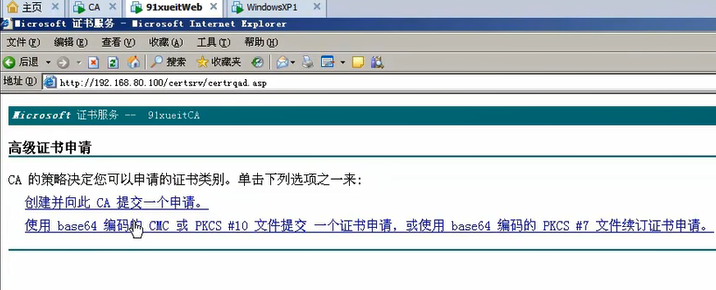 主页 CA 91xueitWeb WindowsXP1
Microsoft 证书服务 - Microsoft Internet Explorer
文件(F) 编辑(E) 查看(V) 收藏(A) 工具(T) 帮助(H)
后退 搜索 收藏夹
地址(D) http://192.168.80.100/certsrv/certrqad.asp
Microsoft 证书服务 -- 91xueitCA
高级证书申请
CA 的策略决定您可以申请的证书类别。单击下列选项之一来:
创建并向此 CA 提交一个申请。
使用 base64 编码的 CMC 或 PKCS #10 文件提交 一个证书申请，或使用 base64 编码的 PKCS #7 文件续订证书申请。